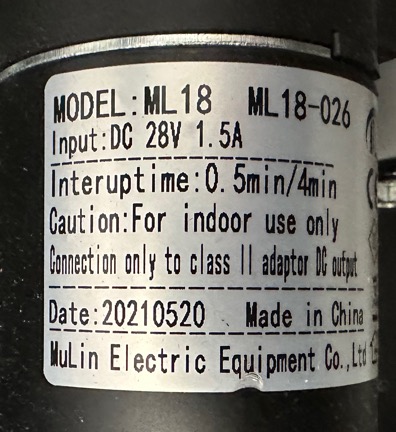 MODEL:ML18 ML18-026
Input:DC 28V 1.5A
Interuptime:0.5min/4min
Caution:For indoor use only
Connection only to class II adaptor DC output
Date:20210520 Made in China
MuLin Electric Equipment Co.,Ltd